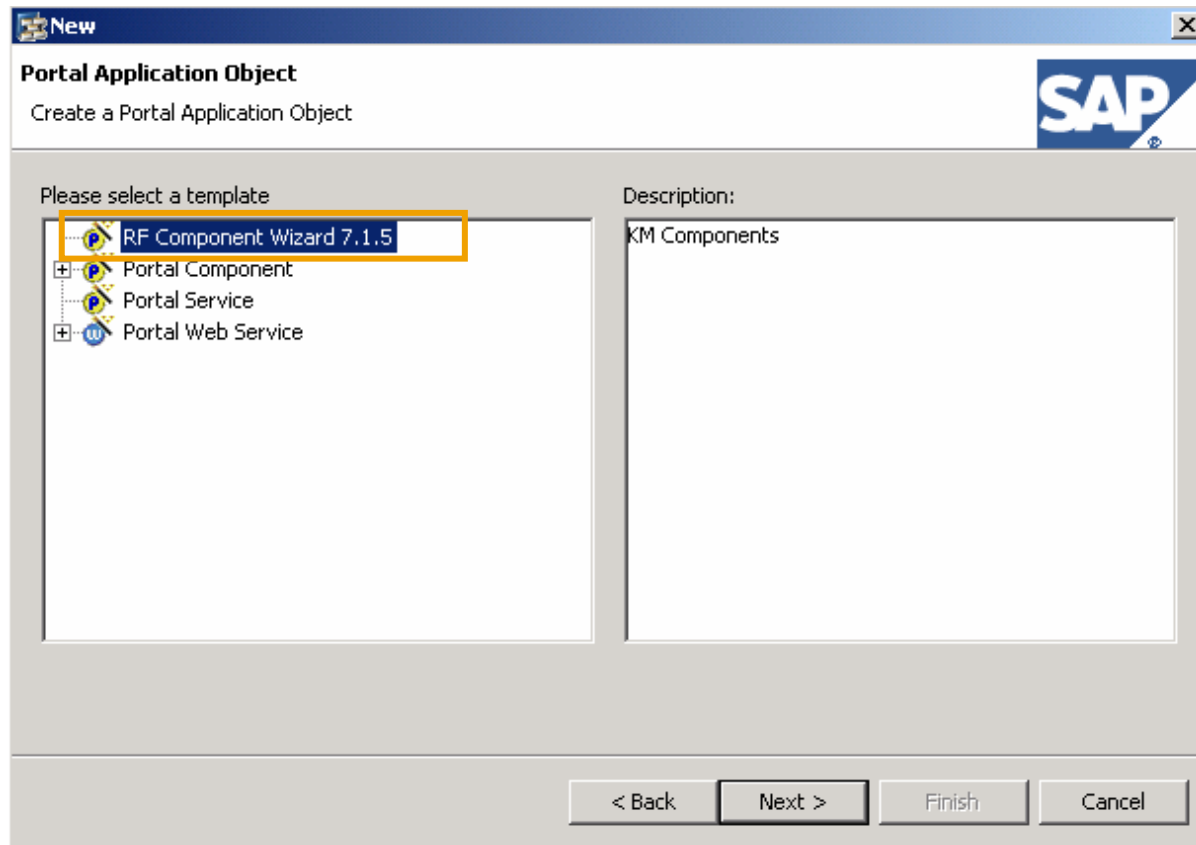 New
Portal Application Object
Create a Portal Application Object
SAP
®
Please select a template
Description:
RF Component Wizard 7.1.5
KM Components
Portal Component
Portal Service
Portal Web Service
< Back Next > Finish Cancel